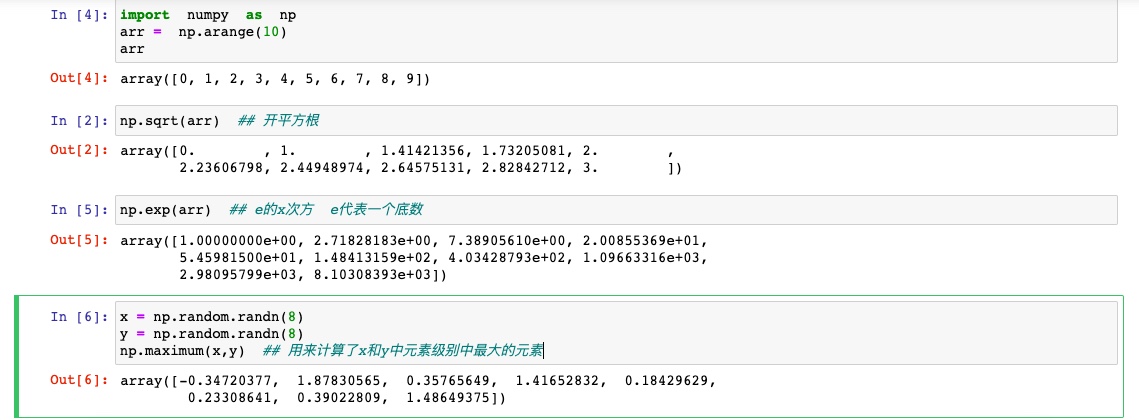 In [4]: import numpy as np
arr = np.arange(10)
arr
Out[4]: array([0, 1, 2, 3, 4, 5, 6, 7, 8, 9])
In [2]: np.sqrt(arr) ## 开平方根
Out[2]: array([0. , 1. , 1.41421356, 1.73205081, 2. ,
2.23606798, 2.44948974, 2.64575131, 2.82842712, 3. ])
In [5]: np.exp(arr) ## e的x次方 e代表一个底数
Out[5]: array([1.00000000e+00, 2.71828183e+00, 7.38905610e+00, 2.00855369e+01,
5.45981500e+01, 1.48413159e+02, 4.03428793e+02, 1.09663316e+03,
2.98095799e+03, 8.10308393e+03])
In [6]: x = np.random.randn(8)
y = np.random.randn(8)
np.maximum(x,y) ## 用来计算了x和y中元素级别中最大的元素
Out[6]: array([-0.34720377, 1.87830565, 0.35765649, 1.41652832, 0.18429629,
0.23308641, 0.39022809, 1.48649375])